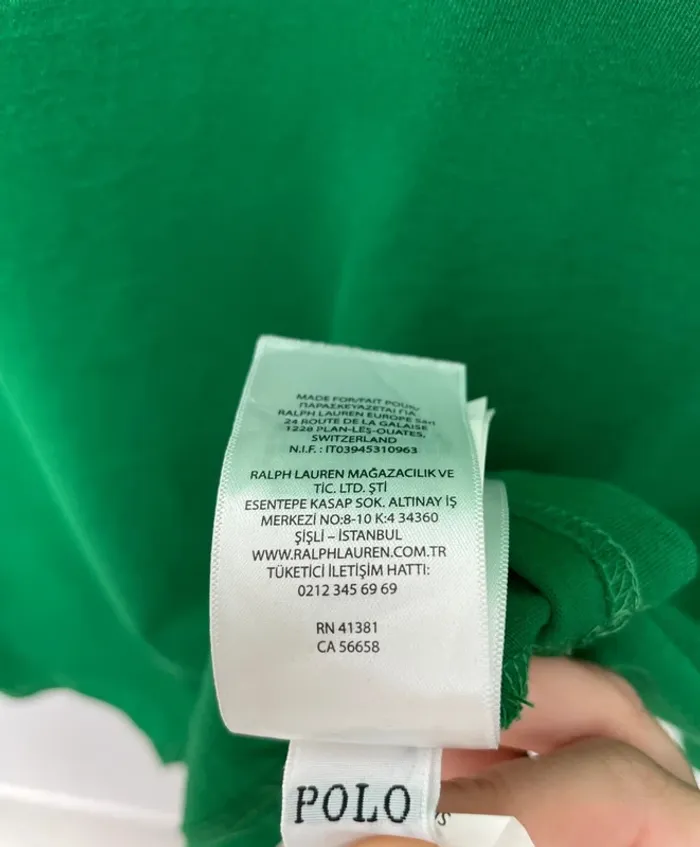 MADE FOR/FAIT POUR/
ΠΑΡΑΣΚΕΥΑΖΕΤΑΙ ΓΙΑ
RALPH LAUREN EUROPE Sàrl
24 ROUTE DE LA GALAISE
1228 PLAN-LES-OUATES,
SWITZERLAND
N.I.F. : IT03945310963
RALPH LAUREN MAĞAZACILIK VE
TİC. LTD. ŞTİ
ESENTEPE KASAP SOK. ALTINAY İŞ
MERKEZİ NO:8-10 K:4 34360
ŞİŞLİ – İSTANBUL
WWW.RALPHLAUREN.COM.TR
TÜKETİCİ İLETİŞİM HATTI:
0212 345 69 69
RN 41381
CA 56658
POLO